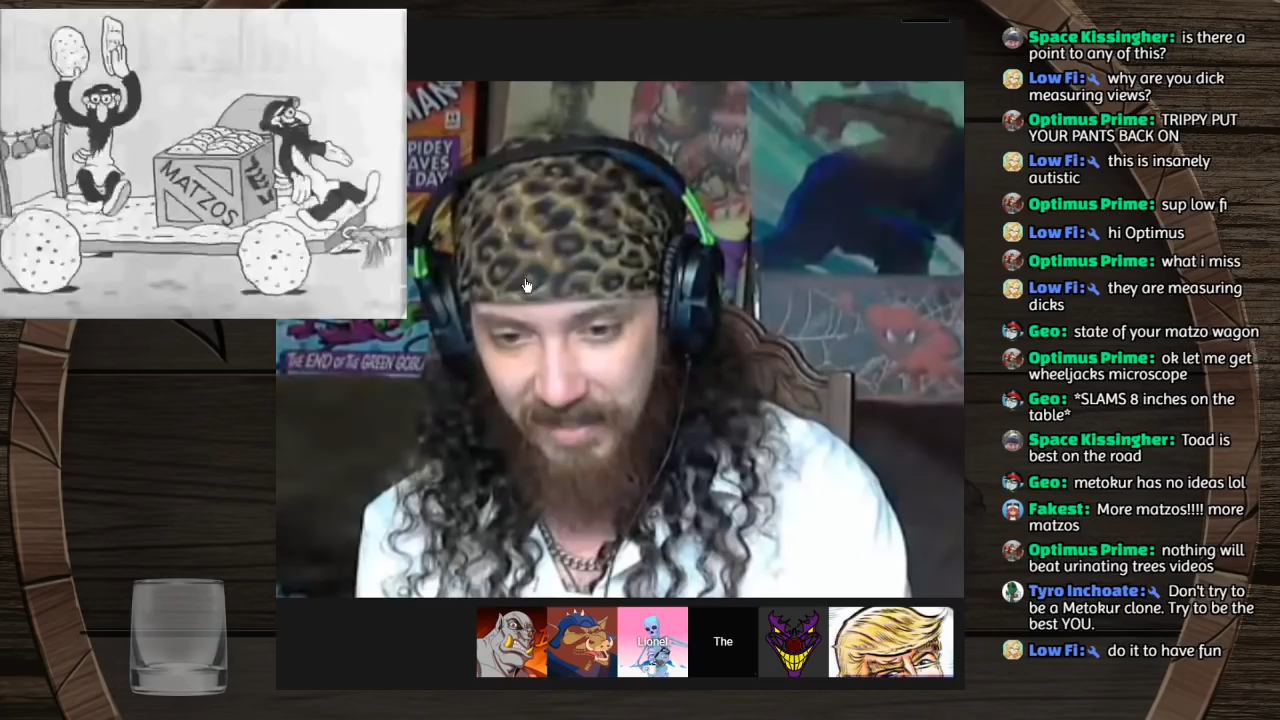 MATZOS
MAN
PIDEY
AVES
DAY!
THE END OF THE GREEN GOBL
Lionel
The
Space Kissingher: is there a
point to any of this?
Low Fi: why are you dick
measuring views?
Optimus Prime: TRIPPY PUT
YOUR PANTS BACK ON
Low Fi: this is insanely
autistic
Optimus Prime: sup low fi
Low Fi: hi Optimus
Optimus Prime: what i miss
Low Fi: they are measuring
dicks
Geo: state of your matzo wagon
Optimus Prime: ok let me get
wheeljacks microscope
Geo: *SLAMS 8 inches on the
table*
Space Kissingher: Toad is
best on the road
Geo: metokur has no ideas lol
Fakest: More matzos!!!! more
matzos
Optimus Prime: nothing will
beat urinating trees videos
Tyro Inchoate: Don't try to
be a Metokur clone. Try to be the
best YOU.
Low Fi: do it to have fun